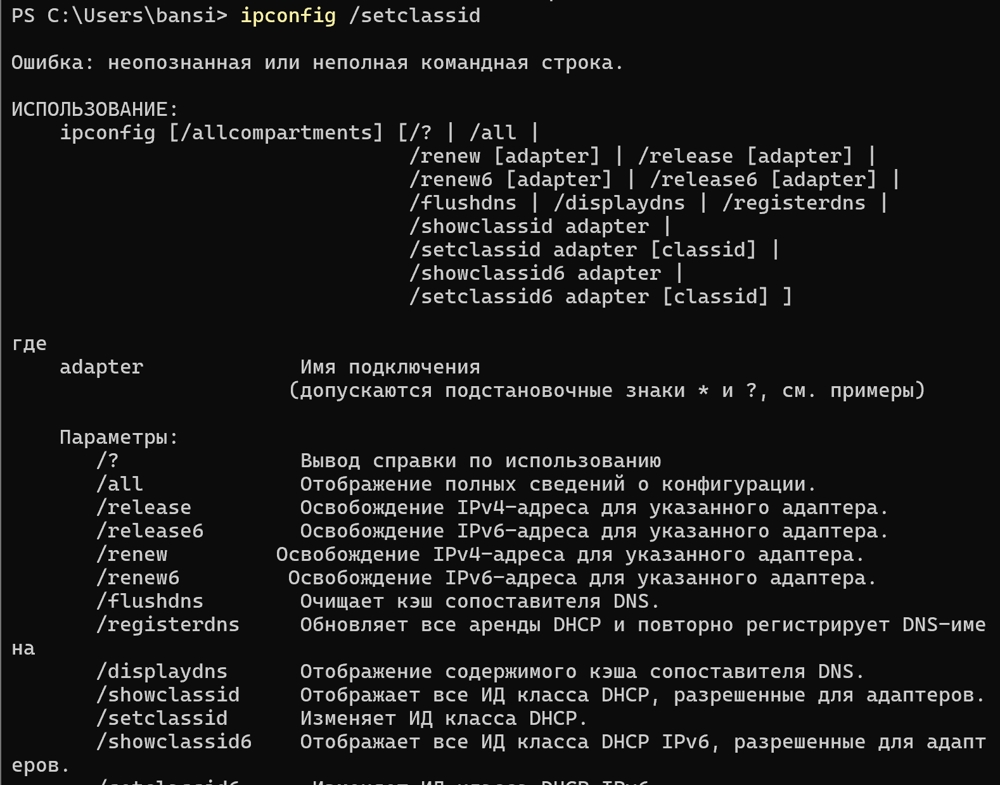 PS C:\Users\bansi> ipconfig /setclassid
Ошибка: неопознанная или неполная командная строка.
ИСПОЛЬЗОВАНИЕ:
ipconfig [/allcompartments] [/? | /all |
/renew [adapter] | /release [adapter] |
/renew6 [adapter] | /release6 [adapter] |
/flushdns | /displaydns | /registerdns |
/showclassid adapter |
/setclassid adapter [classid] |
/showclassid6 adapter |
/setclassid6 adapter [classid] ]
где
adapter Имя подключения
(допускаются подстановочные знаки * и ?, см. примеры)
Параметры:
/? Вывод справки по использованию
/all Отображение полных сведений о конфигурации.
/release Освобождение IPv4-адреса для указанного адаптера.
/release6 Освобождение IPv6-адреса для указанного адаптера.
/renew Освобождение IPv4-адреса для указанного адаптера.
/renew6 Освобождение IPv6-адреса для указанного адаптера.
/flushdns Очищает кэш сопоставителя DNS.
/registerdns Обновляет все аренды DHCP и повторно регистрирует DNS-име
на
/displaydns Отображение содержимого кэша сопоставителя DNS.
/showclassid Отображает все ИД класса DHCP, разрешенные для адаптеров.
/setclassid Изменяет ИД класса DHCP.
/showclassid6 Отображает все ИД класса DHCP IPv6, разрешенные для адапт
еров.
/setclassid6 Изменяет ИД класса DHCP IPv6.